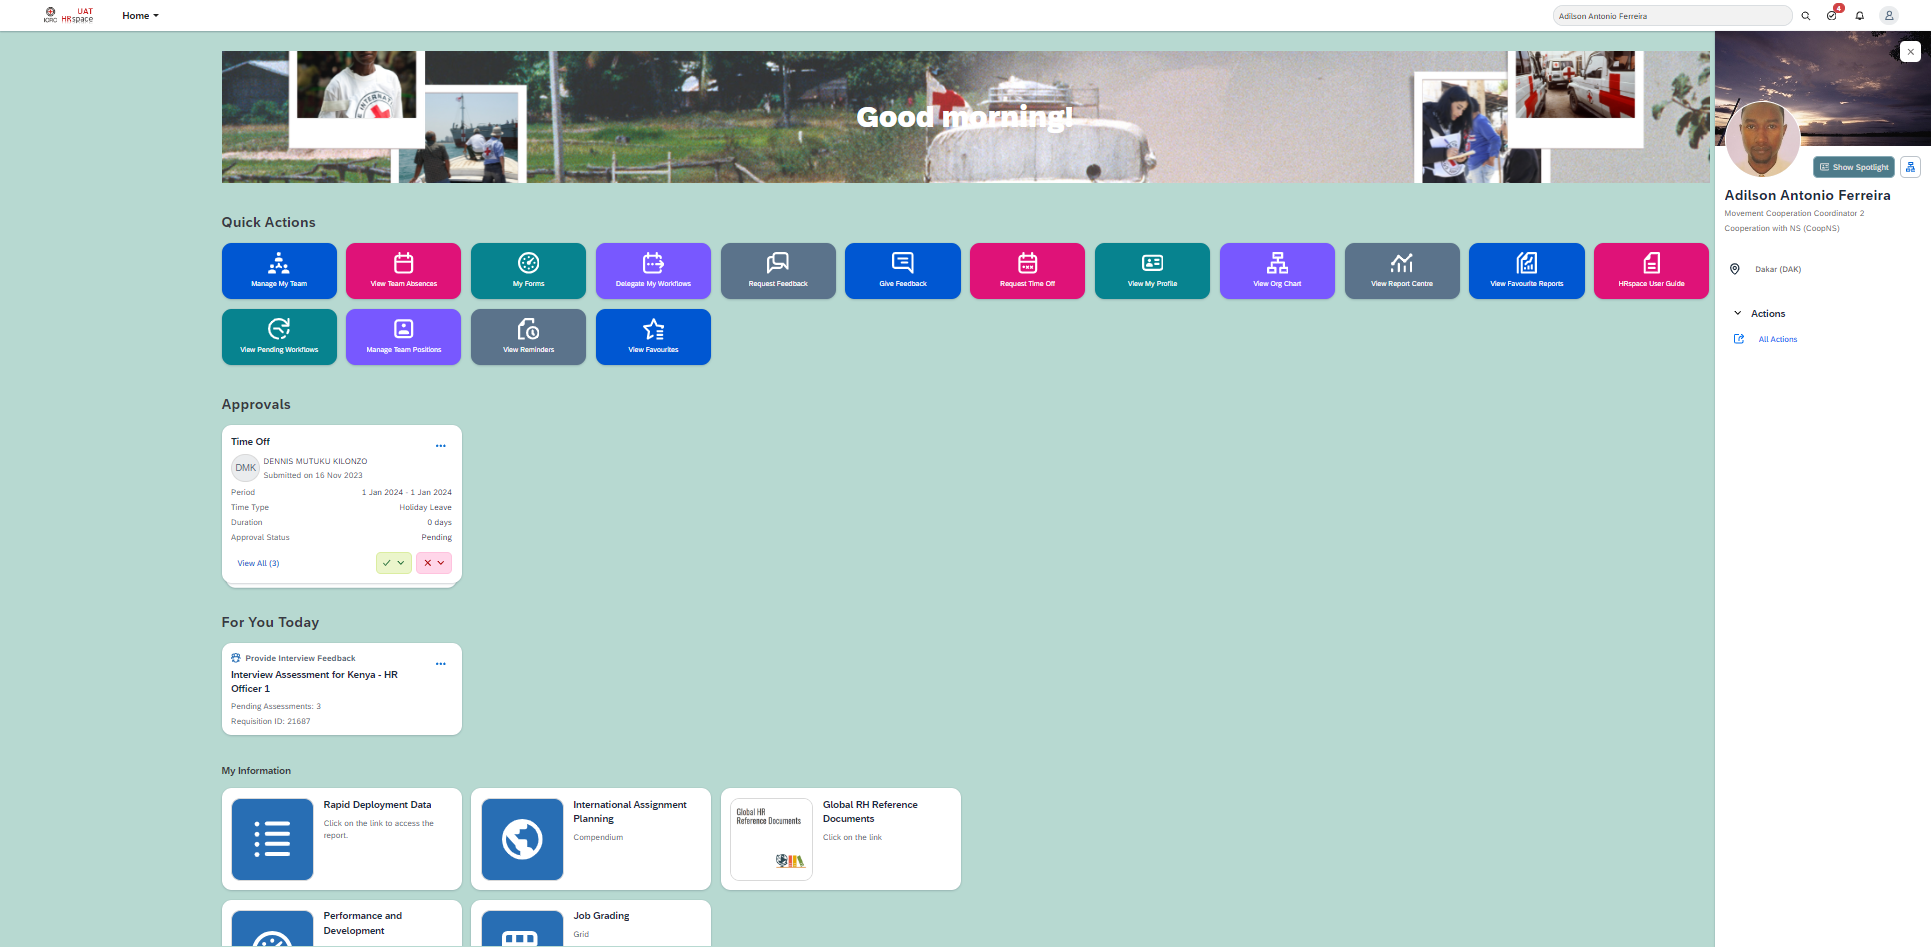 ICRC
UAT
HRspace
Home
Adilson Antonio Ferreira
4
Good morning!
INTERNAT
Show Spotlight
Adilson Antonio Ferreira
Movement Cooperation Coordinator 2
Cooperation with NS (CoopNS)
Dakar (DAK)
Actions
All Actions
Quick Actions
Manage My Team
View Team Absences
My Forms
Delegate My Workflows
Request Feedback
Give Feedback
Request Time Off
View My Profile
View Org Chart
View Report Centre
View Favourite Reports
HRspace User Guide
View Pending Workflows
Manage Team Positions
View Reminders
View Favourites
Approvals
Time Off
DMK
DENNIS MUTUKU KILONZO
Submitted on 16 Nov 2023
Period 1 Jan 2024 - 1 Jan 2024
Time Type Holiday Leave
Duration 0 days
Approval Status Pending
View All (3)
For You Today
Provide Interview Feedback
Interview Assessment for Kenya - HR
Officer 1
Pending Assessments: 3
Requisition ID: 21687
My Information
Rapid Deployment Data
Click on the link to access the
report.
International Assignment
Planning
Compendium
Global HR
Reference Documents
Global RH Reference
Documents
Click on the link
Performance and
Development
Job Grading
Grid